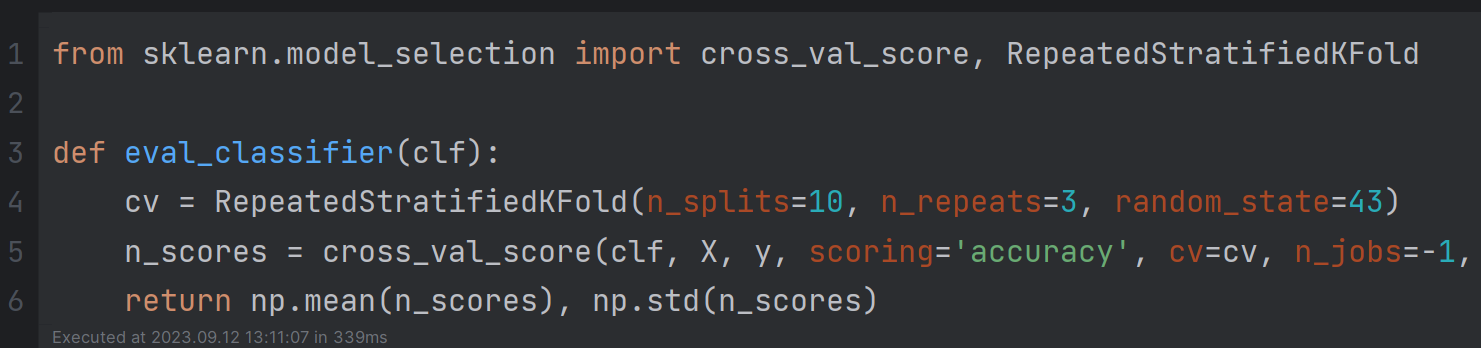 1 from sklearn.model_selection import cross_val_score, RepeatedStratifiedKFold
2
3 def eval_classifier(clf):
4     cv = RepeatedStratifiedKFold(n_splits=10, n_repeats=3, random_state=43)
5     n_scores = cross_val_score(clf, X, y, scoring='accuracy', cv=cv, n_jobs=-1,
6     return np.mean(n_scores), np.std(n_scores)
Executed at 2023.09.12 13:11:07 in 339ms